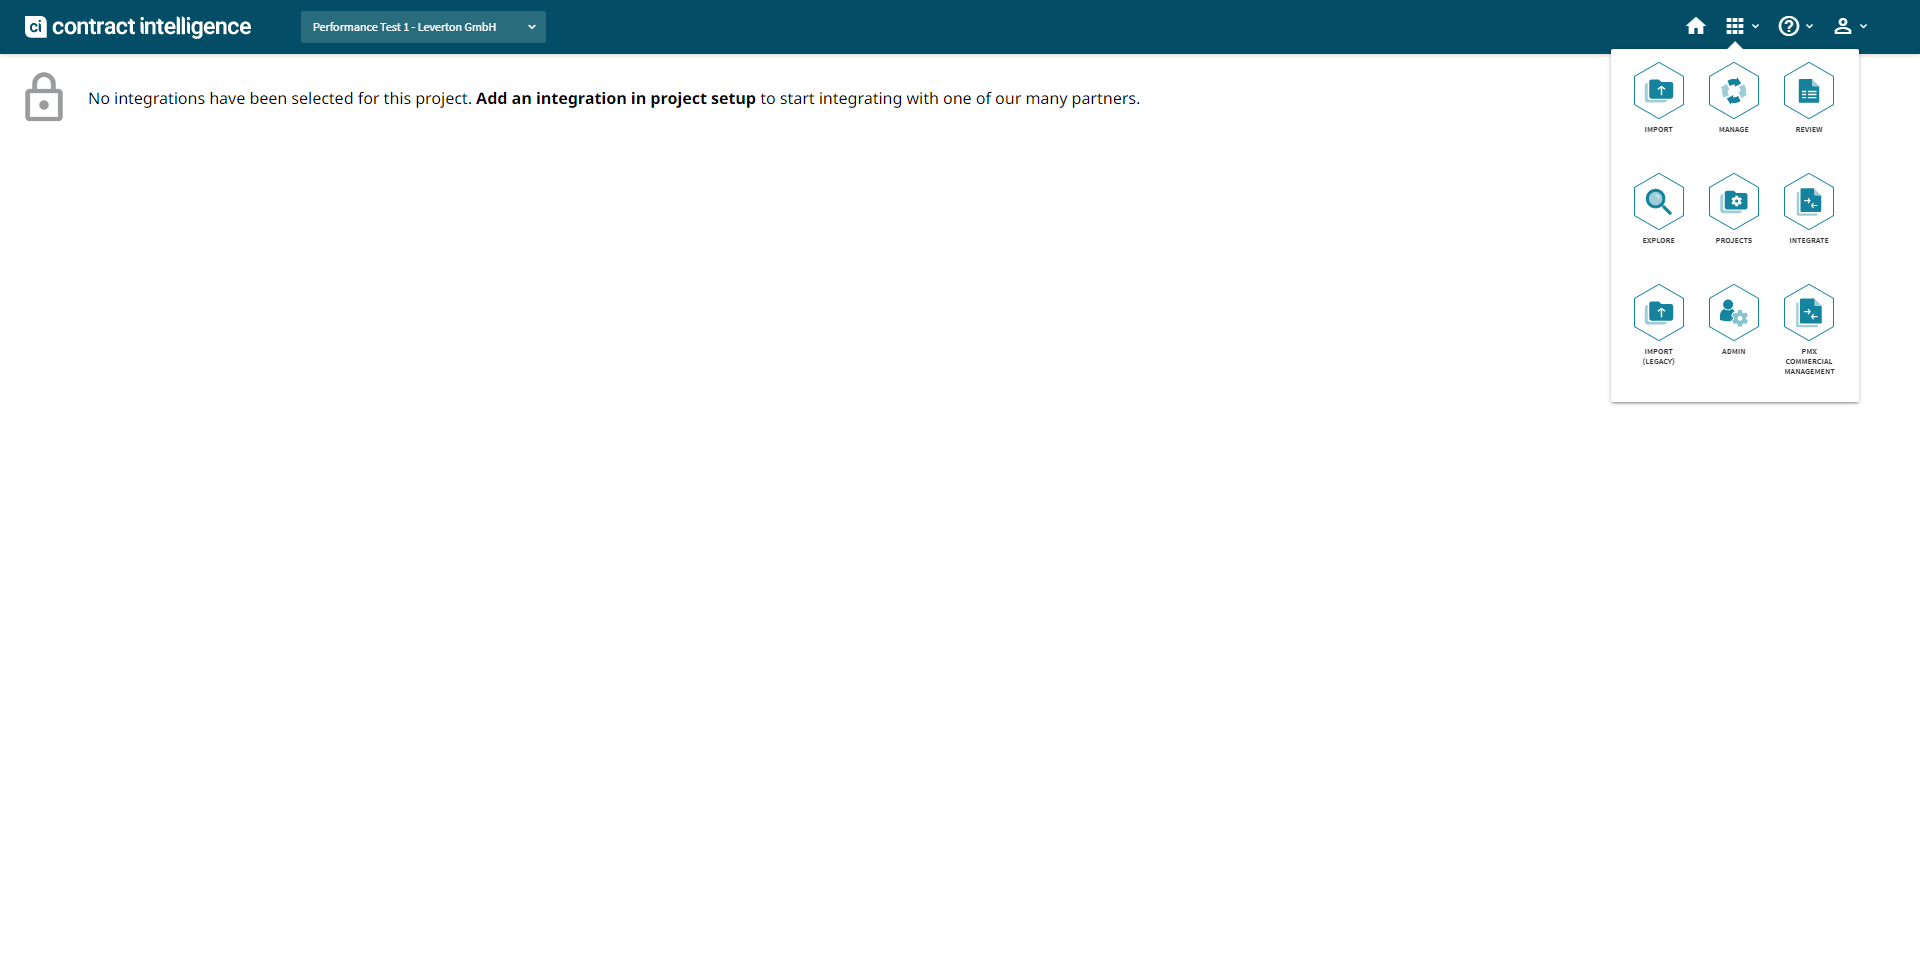 ci contract intelligence
Performance Test 1 - Leverton GmbH
No integrations have been selected for this project. Add an integration in project setup to start integrating with one of our many partners.
IMPORT
MANAGE
REVIEW
EXPLORE
PROJECTS
INTEGRATE
IMPORT
(LEGACY)
ADMIN
PMX
COMMERCIAL
MANAGEMENT